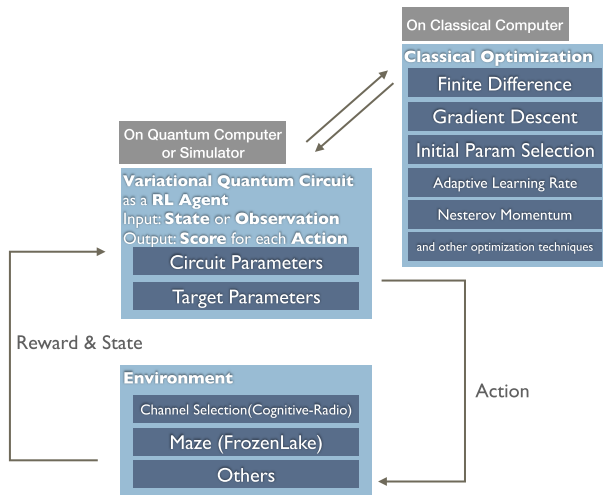 On Classical Computer
Classical Optimization
Finite Difference
Gradient Descent
Initial Param Selection
Adaptive Learning Rate
Nesterov Momentum
and other optimization techniques
On Quantum Computer
or Simulator
Variational Quantum Circuit
as a RL Agent
Input: State or Observation
Output: Score for each Action
Circuit Parameters
Target Parameters
Reward & State
Action
Environment
Channel Selection(Cognitive-Radio)
Maze (FrozenLake)
Others